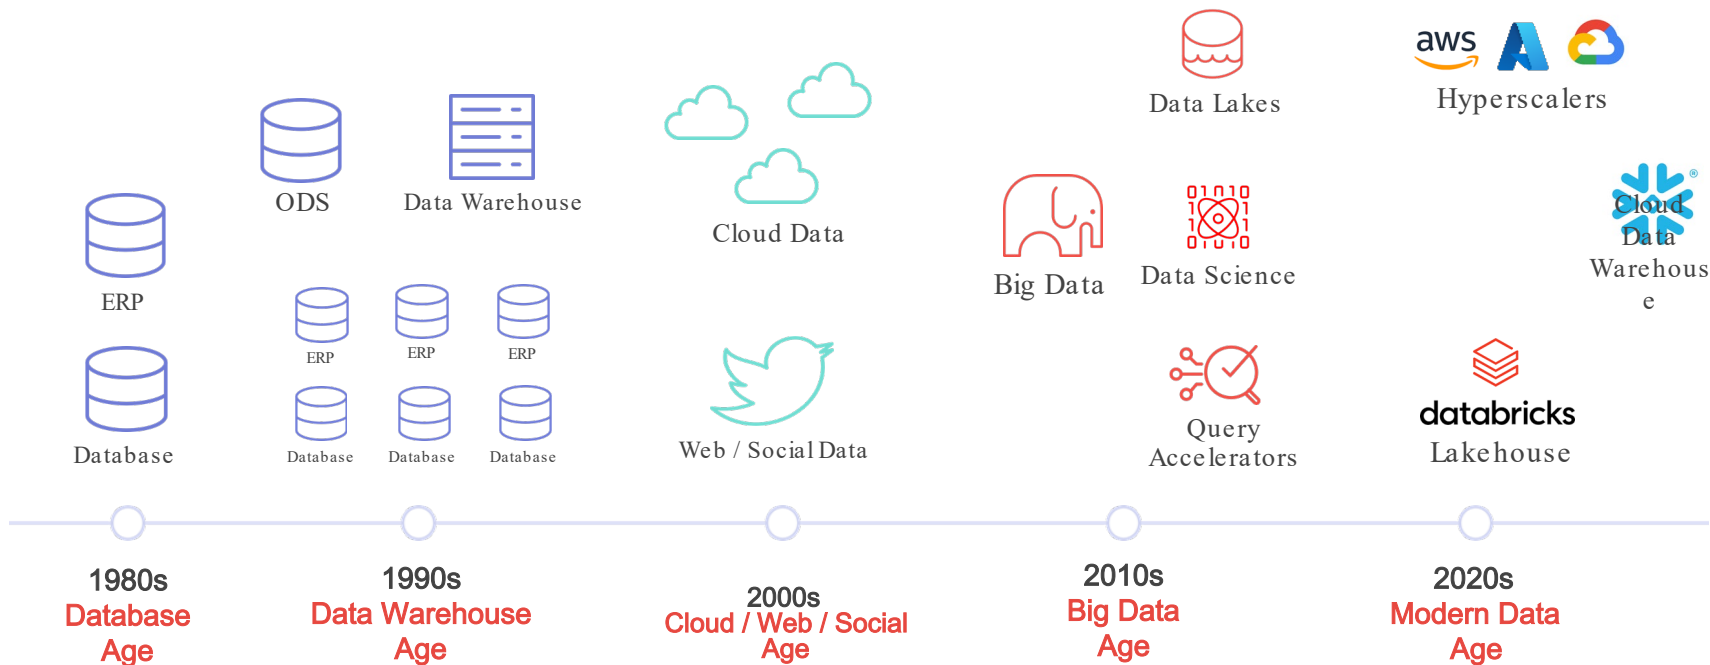 ERP
Database
1980s
Database
Age
ODS
Data Warehouse
ERP
ERP
ERP
Database
Database
Database
1990s
Data Warehouse
Age
Cloud Data
Web / Social Data
2000s
Cloud / Web / Social
Age
Data Lakes
Big Data
Data Science
Query
Accelerators
2010s
Big Data
Age
aws
Hyperscalers
®
Cloud
Data
Warehous
e
databricks
Lakehouse
2020s
Modern Data
Age